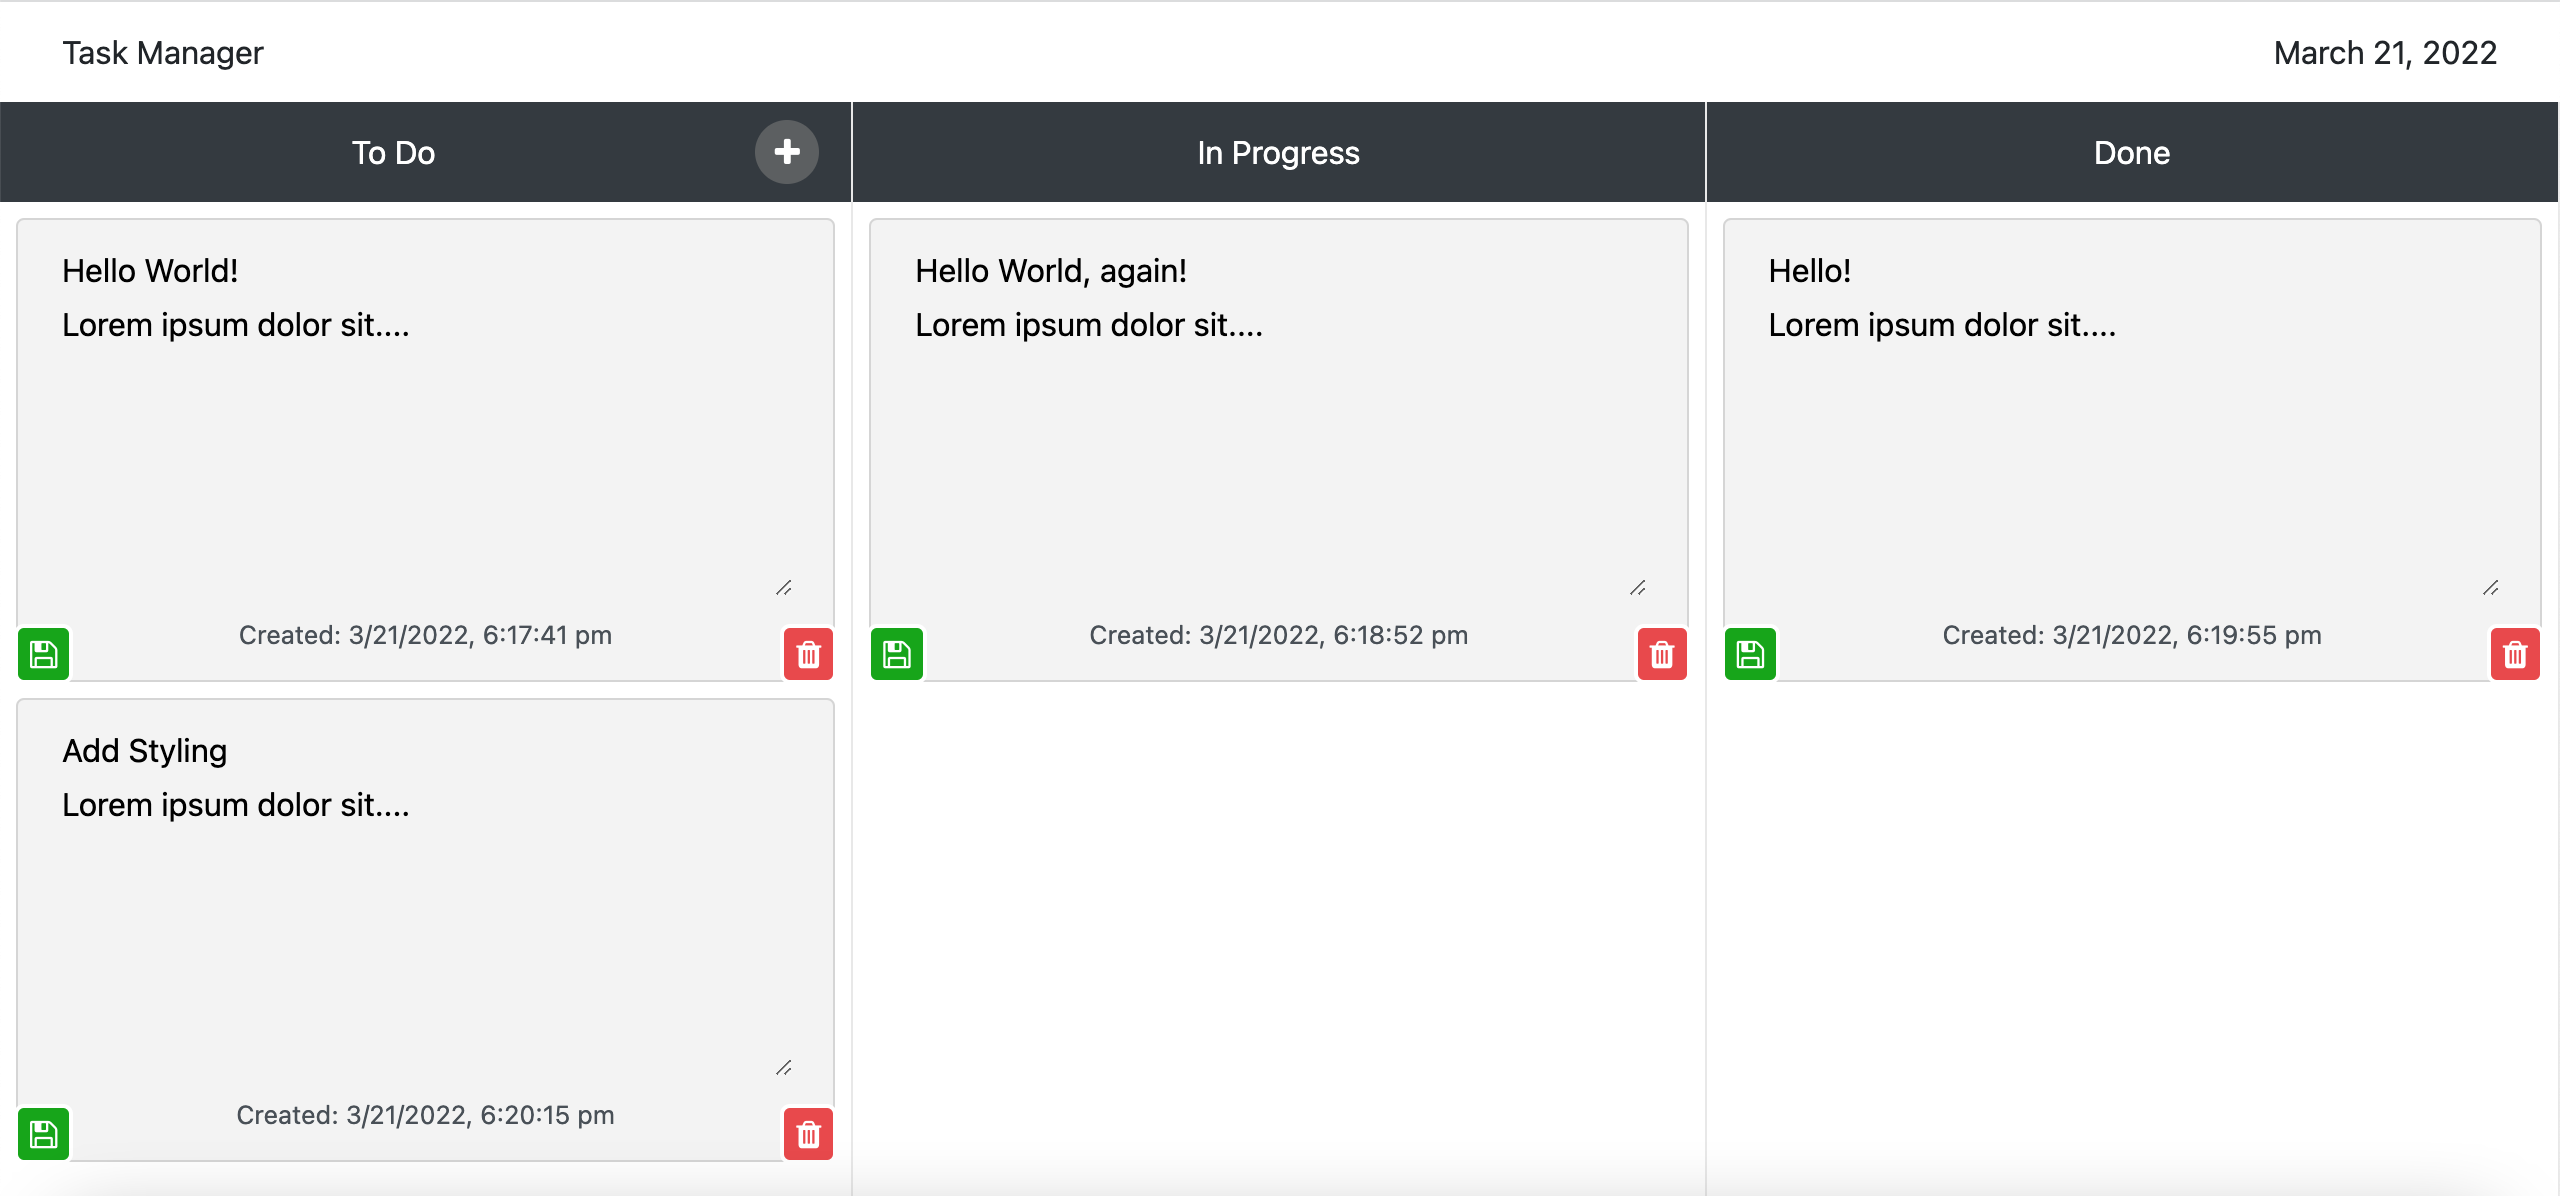 Task Manager
March 21, 2022
To Do
In Progress
Done
Hello World!
Lorem ipsum dolor sit....
Created: 3/21/2022, 6:17:41 pm
Add Styling
Lorem ipsum dolor sit....
Created: 3/21/2022, 6:20:15 pm
Hello World, again!
Lorem ipsum dolor sit....
Created: 3/21/2022, 6:18:52 pm
Hello!
Lorem ipsum dolor sit....
Created: 3/21/2022, 6:19:55 pm